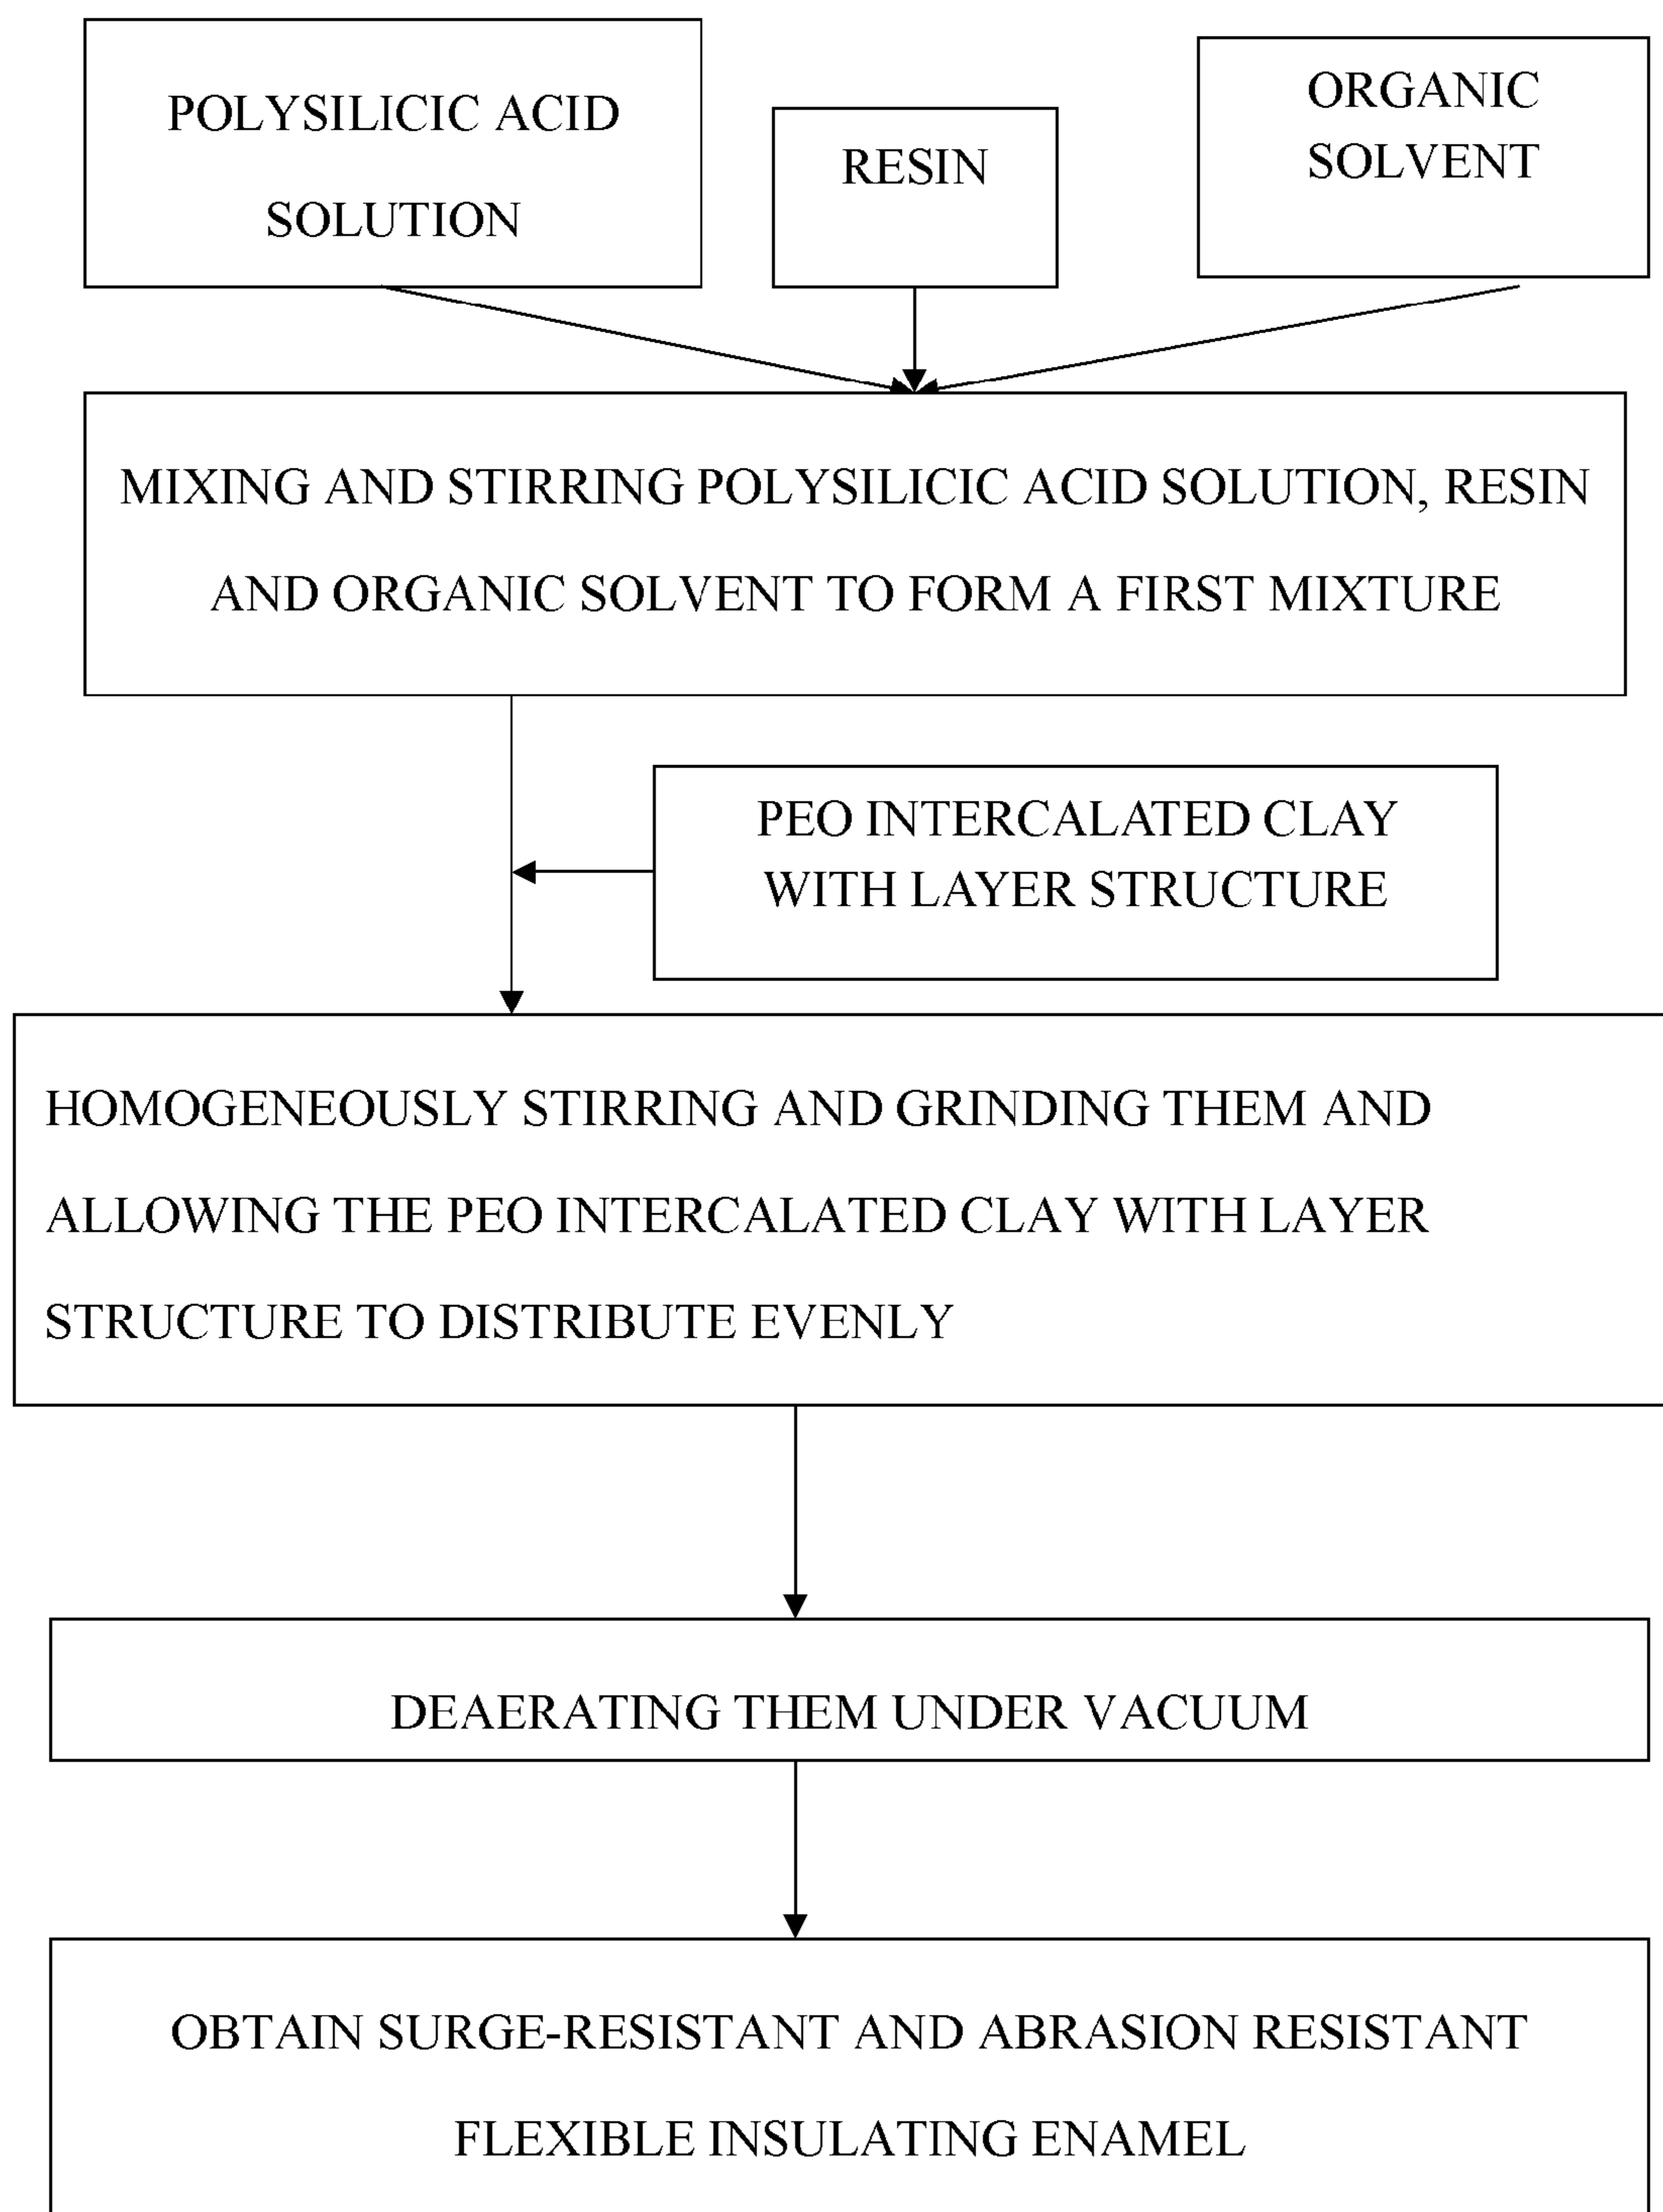 POLYSILICIC ACID
SOLUTION
RESIN
ORGANIC
SOLVENT
MIXING AND STIRRING POLYSILICIC ACID SOLUTION, RESIN
AND ORGANIC SOLVENT TO FORM A FIRST MIXTURE
PEO INTERCALATED CLAY
WITH LAYER STRUCTURE
HOMOGENEOUSLY STIRRING AND GRINDING THEM AND
ALLOWING THE PEO INTERCALATED CLAY WITH LAYER
STRUCTURE TO DISTRIBUTE EVENLY
DEAERATING THEM UNDER VACUUM
OBTAIN SURGE-RESISTANT AND ABRASION RESISTANT
FLEXIBLE INSULATING ENAMEL